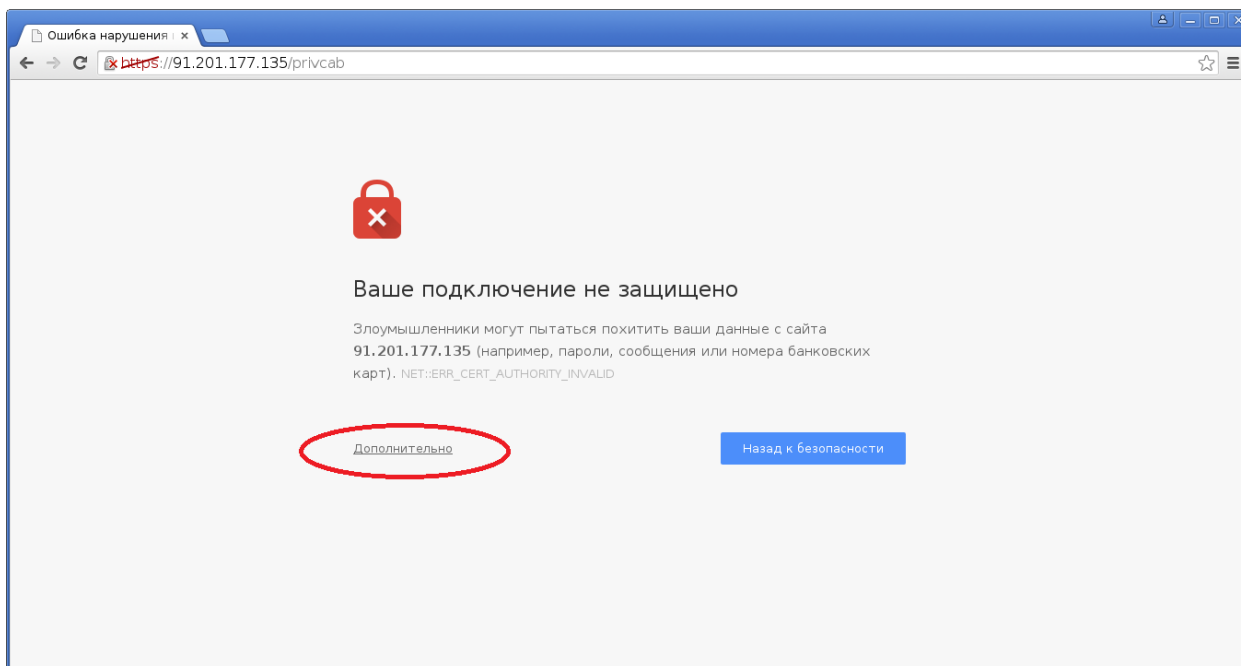 Ошибка нарушения
https://91.201.177.135/privcab
Ваше подключение не защищено
Злоумышленники могут пытаться похитить ваши данные с сайта
91.201.177.135 (например, пароли, сообщения или номера банковских
карт). NET::ERR_CERT_AUTHORITY_INVALID
Дополнительно
Назад к безопасности